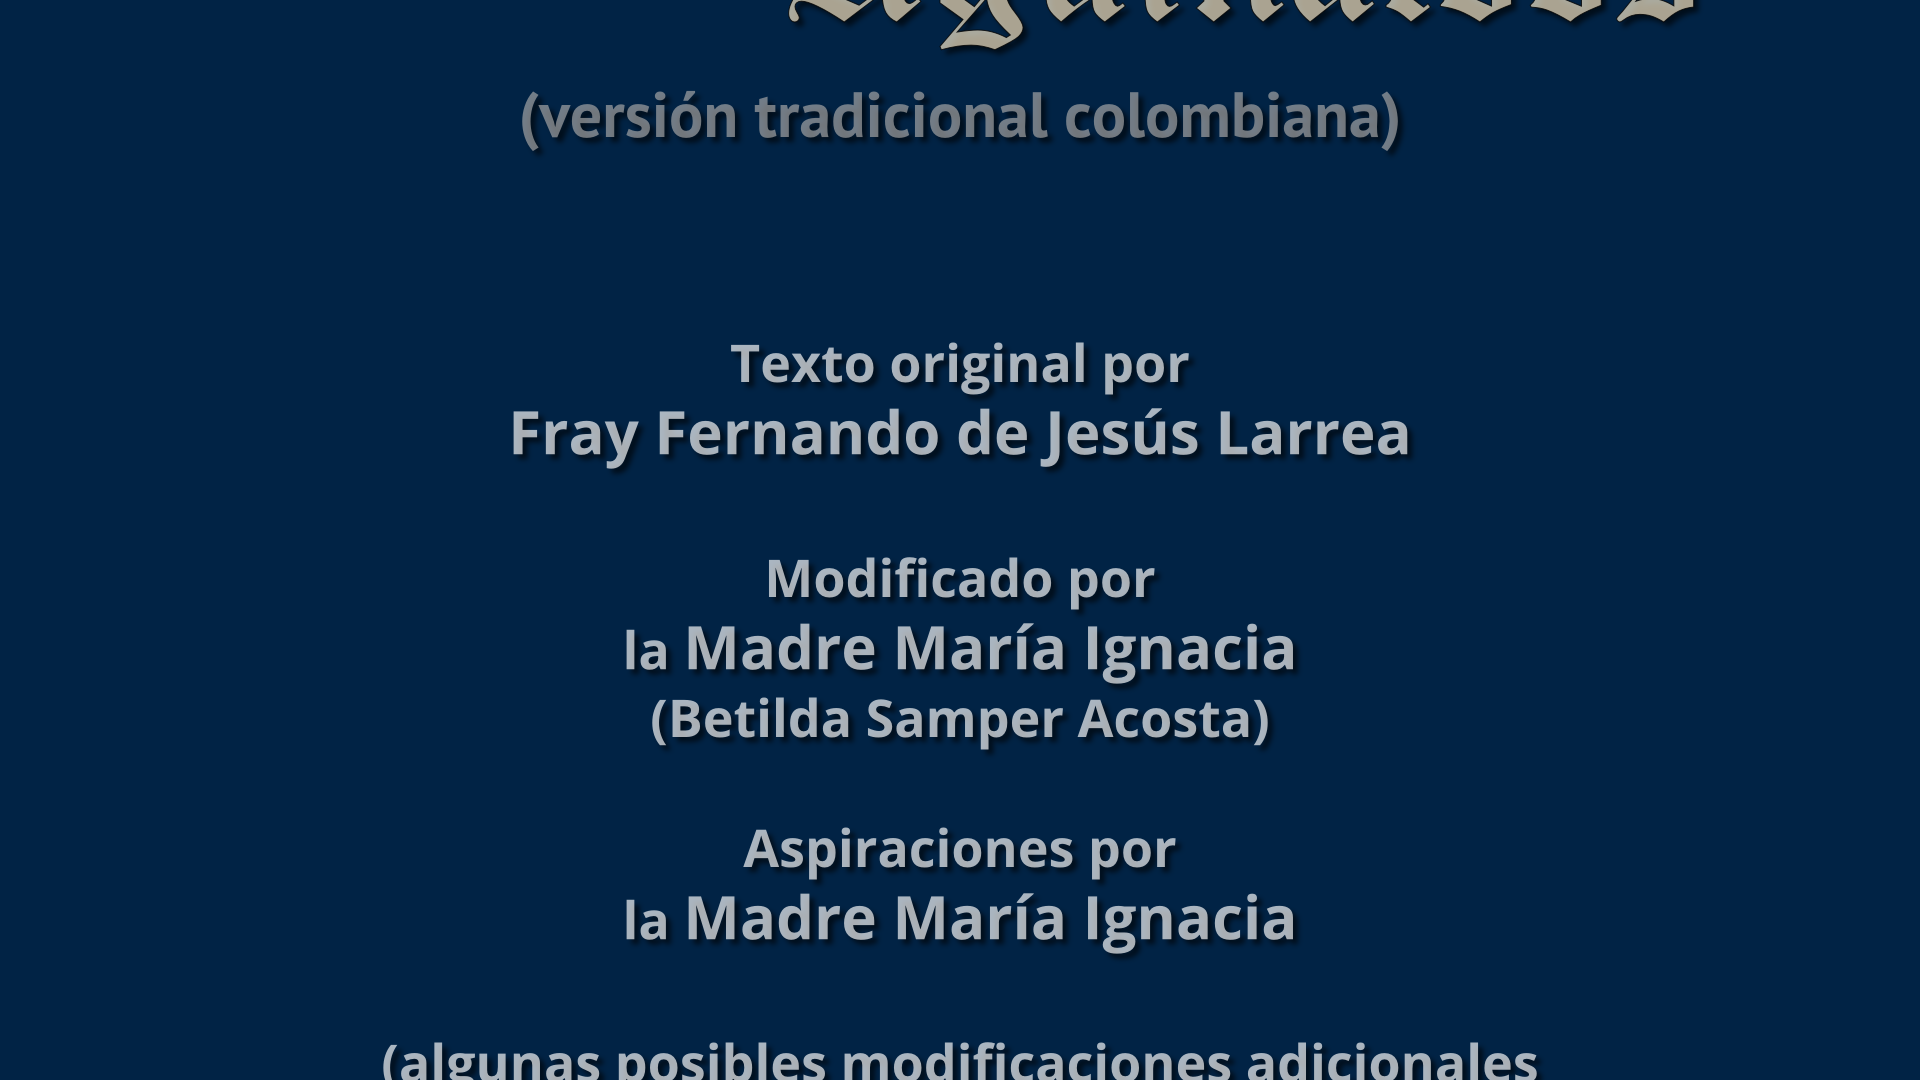 (versión tradicional colombiana)
Texto original por
Fray Fernando de Jesús Larrea
Modificado por
la Madre María Ignacia
(Betilda Samper Acosta)
Aspiraciones por
la Madre María Ignacia
(algunas posibles modificaciones adicionales